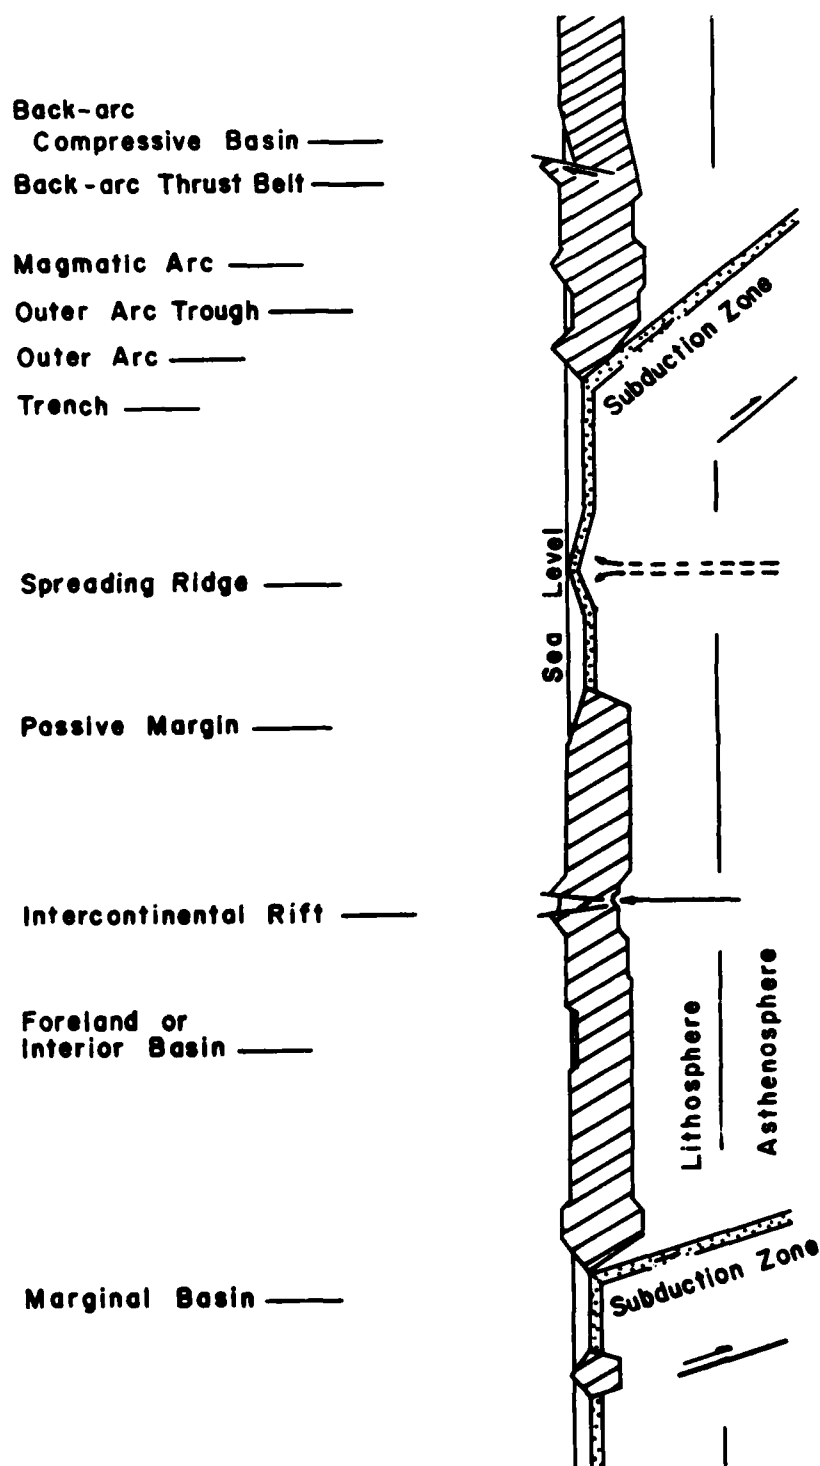 Back-arc
Compressive Basin
Back-arc Thrust Belt
Magmatic Arc
Outer Arc Trough
Outer Arc
Trench
Spreading Ridge
Passive Margin
Intercontinental Rift
Foreland or
Interior Basin
Marginal Basin
Sea Level
Subduction Zone
Lithosphere
Asthenosphere
Subduction Zone